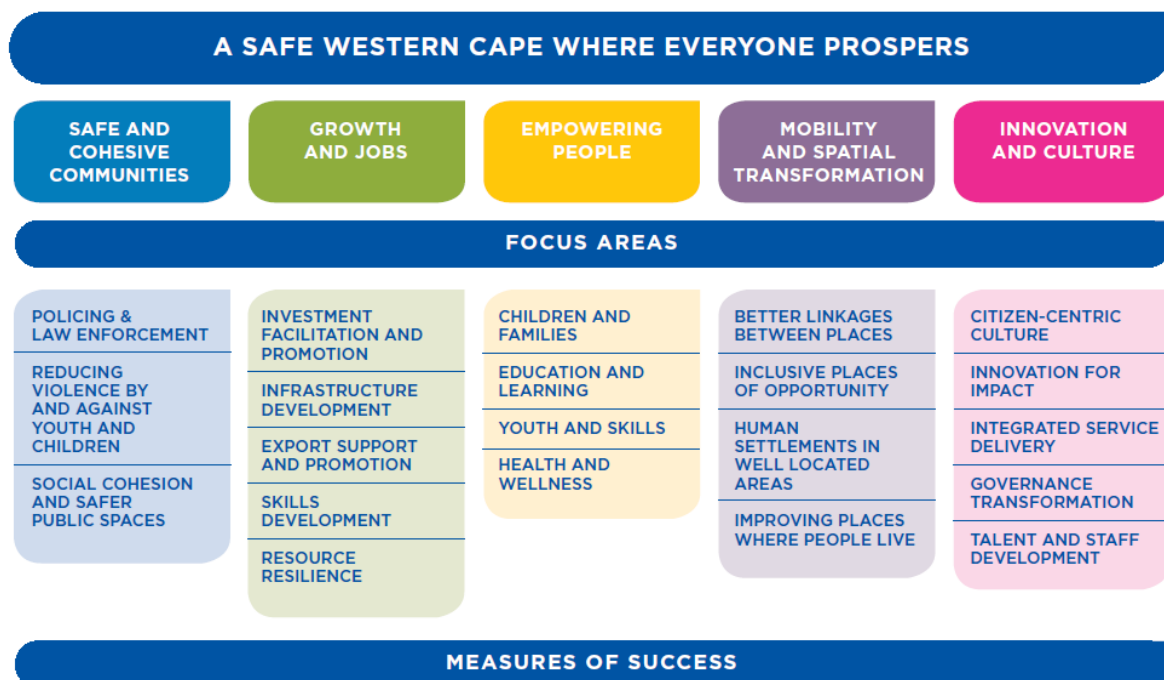 A SAFE WESTERN CAPE WHERE EVERYONE PROSPERS
SAFE AND
COHESIVE
COMMUNITIES
GROWTH
AND JOBS
EMPOWERING
PEOPLE
MOBILITY
AND SPATIAL
TRANSFORMATION
INNOVATION
AND CULTURE
FOCUS AREAS
POLICING &
LAW ENFORCEMENT
REDUCING
VIOLENCE BY
AND AGAINST
YOUTH AND
CHILDREN
SOCIAL COHESION
AND SAFER
PUBLIC SPACES
INVESTMENT
FACILITATION AND
PROMOTION
INFRASTRUCTURE
DEVELOPMENT
EXPORT SUPPORT
AND PROMOTION
SKILLS
DEVELOPMENT
RESOURCE
RESILIENCE
CHILDREN AND
FAMILIES
EDUCATION AND
LEARNING
YOUTH AND SKILLS
HEALTH AND
WELLNESS
BETTER LINKAGES
BETWEEN PLACES
INCLUSIVE PLACES
OF OPPORTUNITY
HUMAN
SETTLEMENTS IN
WELL LOCATED
AREAS
IMPROVING PLACES
WHERE PEOPLE LIVE
CITIZEN-CENTRIC
CULTURE
INNOVATION FOR
IMPACT
INTEGRATED SERVICE
DELIVERY
GOVERNANCE
TRANSFORMATION
TALENT AND STAFF
DEVELOPMENT
MEASURES OF SUCCESS